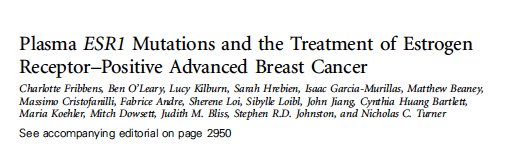 Plasma ESR1 Mutations and the Treatment of Estrogen
Receptor–Positive Advanced Breast Cancer
Charlotte Fribbens, Ben O'Leary, Lucy Kilburn, Sarah Hrebien, Isaac Garcia-Murillas, Matthew Beaney,
Massimo Cristofanilli, Fabrice Andre, Sherene Loi, Sibylle Loibl, John Jiang, Cynthia Huang Bartlett,
Maria Koehler, Mitch Dowsett, Judith M. Bliss, Stephen R.D. Johnston, and Nicholas C. Turner
See accompanying editorial on page 2950